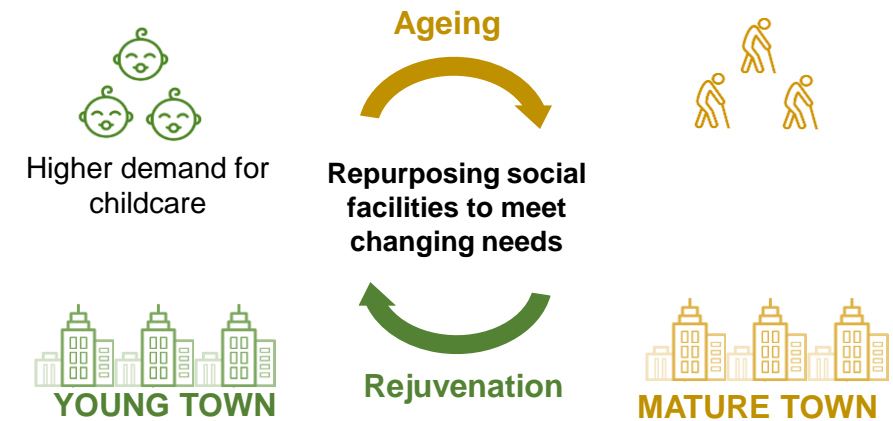 Ageing
Higher demand for
childcare
Repurposing social
facilities to meet
changing needs
Rejuvenation
YOUNG TOWN
MATURE TOWN